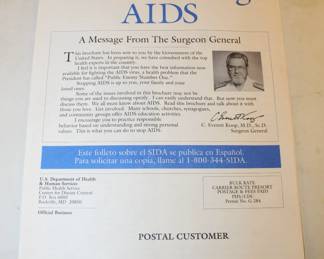 AIDS
A Message From The Surgeon General
This brochure has been sent to you by the Government of the
United States. In preparing it, we have consulted with the top
health experts in the country.
I feel it is important that you have the best information now
available for fighting the AIDS virus, a health problem that the
President has called "Public Enemy Number One."
Stopping AIDS is up to you, your family and your
loved ones.
Some of the issues involved in this brochure may not be
things you are used to discussing openly. I can easily understand that. But now you must
discuss them. We all must know about AIDS. Read this brochure and talk about it with
those you love. Get involved. Many schools, churches, synagogues,
and community groups offer AIDS education activities.
I encourage you to practice responsible
behavior based on understanding and strong personal
values. This is what you can do to stop AIDS.
C. Everett Koop, M.D., Sc.D.
Surgeon General
Este folleto sobre el SIDA se publica en Español.
Para solicitar una copia, llame al 1-800-344-SIDA.
U.S. Department of Health
& Human Services
Public Health Service
Centers for Disease Control
P.O. Box 6003
Rockville, MD 20850
Official Business
BULK RATE
CARRIER ROUTE PRESORT
POSTAGE & FEES PAID
PHS/CDC
Permit No. G-284
POSTAL CUSTOMER